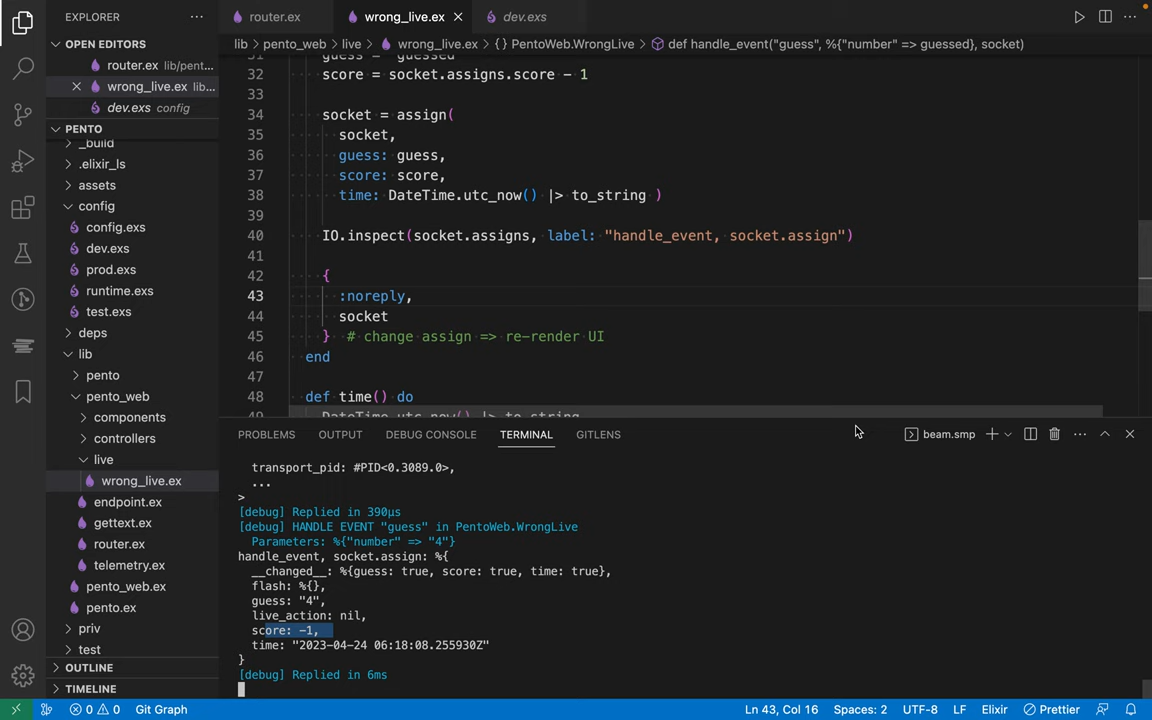 EXPLORER
router.ex
wrong_live.ex
dev.exs
OPEN EDITORS
router.ex lib/pent...
wrong_live.ex lib...
dev.exs config
PENTO
_build
.elixir_ls
assets
config
config.exs
dev.exs
prod.exs
runtime.exs
test.exs
deps
lib
pento
pento_web
components
controllers
live
wrong_live.ex
endpoint.ex
gettext.ex
router.ex
telemetry.ex
pento_web.ex
pento.ex
priv
test
OUTLINE
TIMELINE
lib > pento_web > live > wrong_live.ex > {} PentoWeb.WrongLive > def handle_event("guess", %{"number" => guessed}, socket)
31 guess = guessed
32 score = socket.assigns.score - 1
33
34 socket = assign(
35 socket,
36 guess: guess,
37 score: score,
38 time: DateTime.utc_now() |> to_string )
39
40 IO.inspect(socket.assigns, label: "handle_event, socket.assign")
41
42 {
43 :noreply,
44 socket
45 } # change assign => re-render UI
46 end
47
48 def time() do
49 DateTime.utc_now() |> to_string
PROBLEMS OUTPUT DEBUG CONSOLE TERMINAL GITLENS
beam.smp
transport_pid: #PID<0.3089.0>,
...
>
[debug] Replied in 390µs
[debug] HANDLE EVENT "guess" in PentoWeb.WrongLive
Parameters: %{"number" => "4"}
handle_event, socket.assign: %{
__changed__: %{guess: true, score: true, time: true},
flash: %{},
guess: "4",
live_action: nil,
score: -1,
time: "2023-04-24 06:18:08.255930Z"
}
[debug] Replied in 6ms
0 0 Git Graph
Ln 43, Col 16 Spaces: 2 UTF-8 LF Elixir Prettier